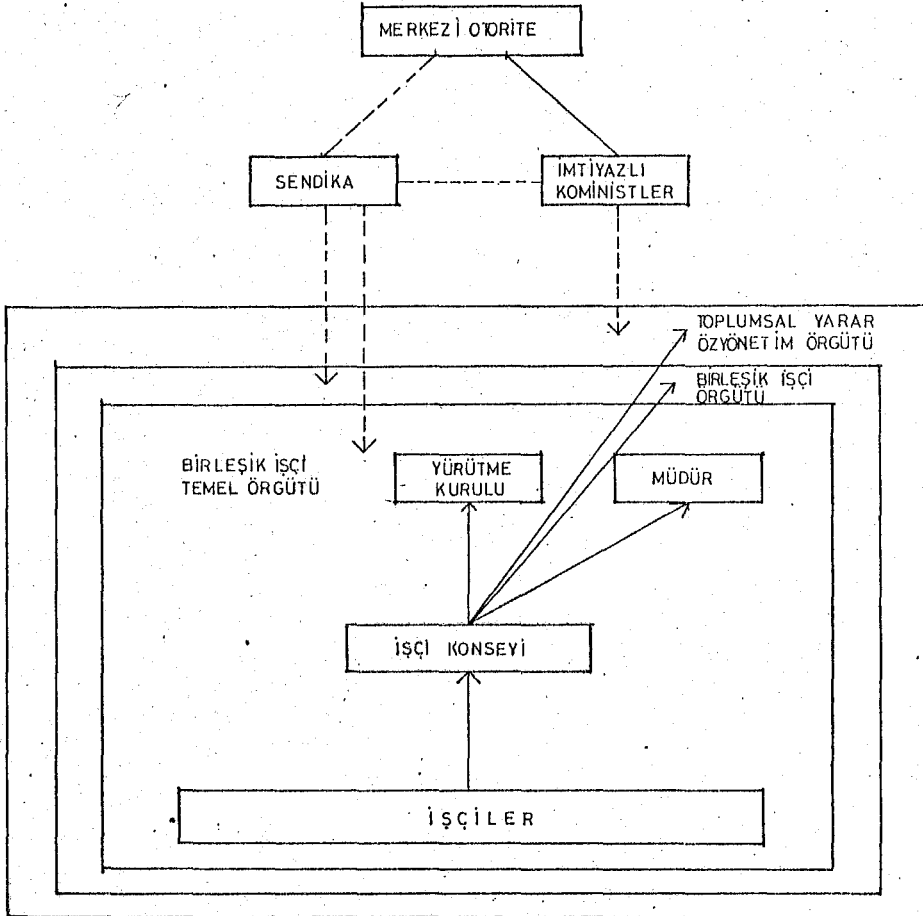 MERKEZİ OTORİTE
SENDİKA
İMTİYAZLI
KOMİNİSTLER
TOPLUMSAL YARAR
ÖZYÖNETİM ÖRGÜTÜ
BİRLEŞİK İŞÇİ
ÖRGÜTÜ
BİRLEŞİK İŞÇİ
TEMEL ÖRGÜTÜ
YÜRÜTME
KURULU
MÜDÜR
İŞÇİ KONSEYİ
İŞÇİLER